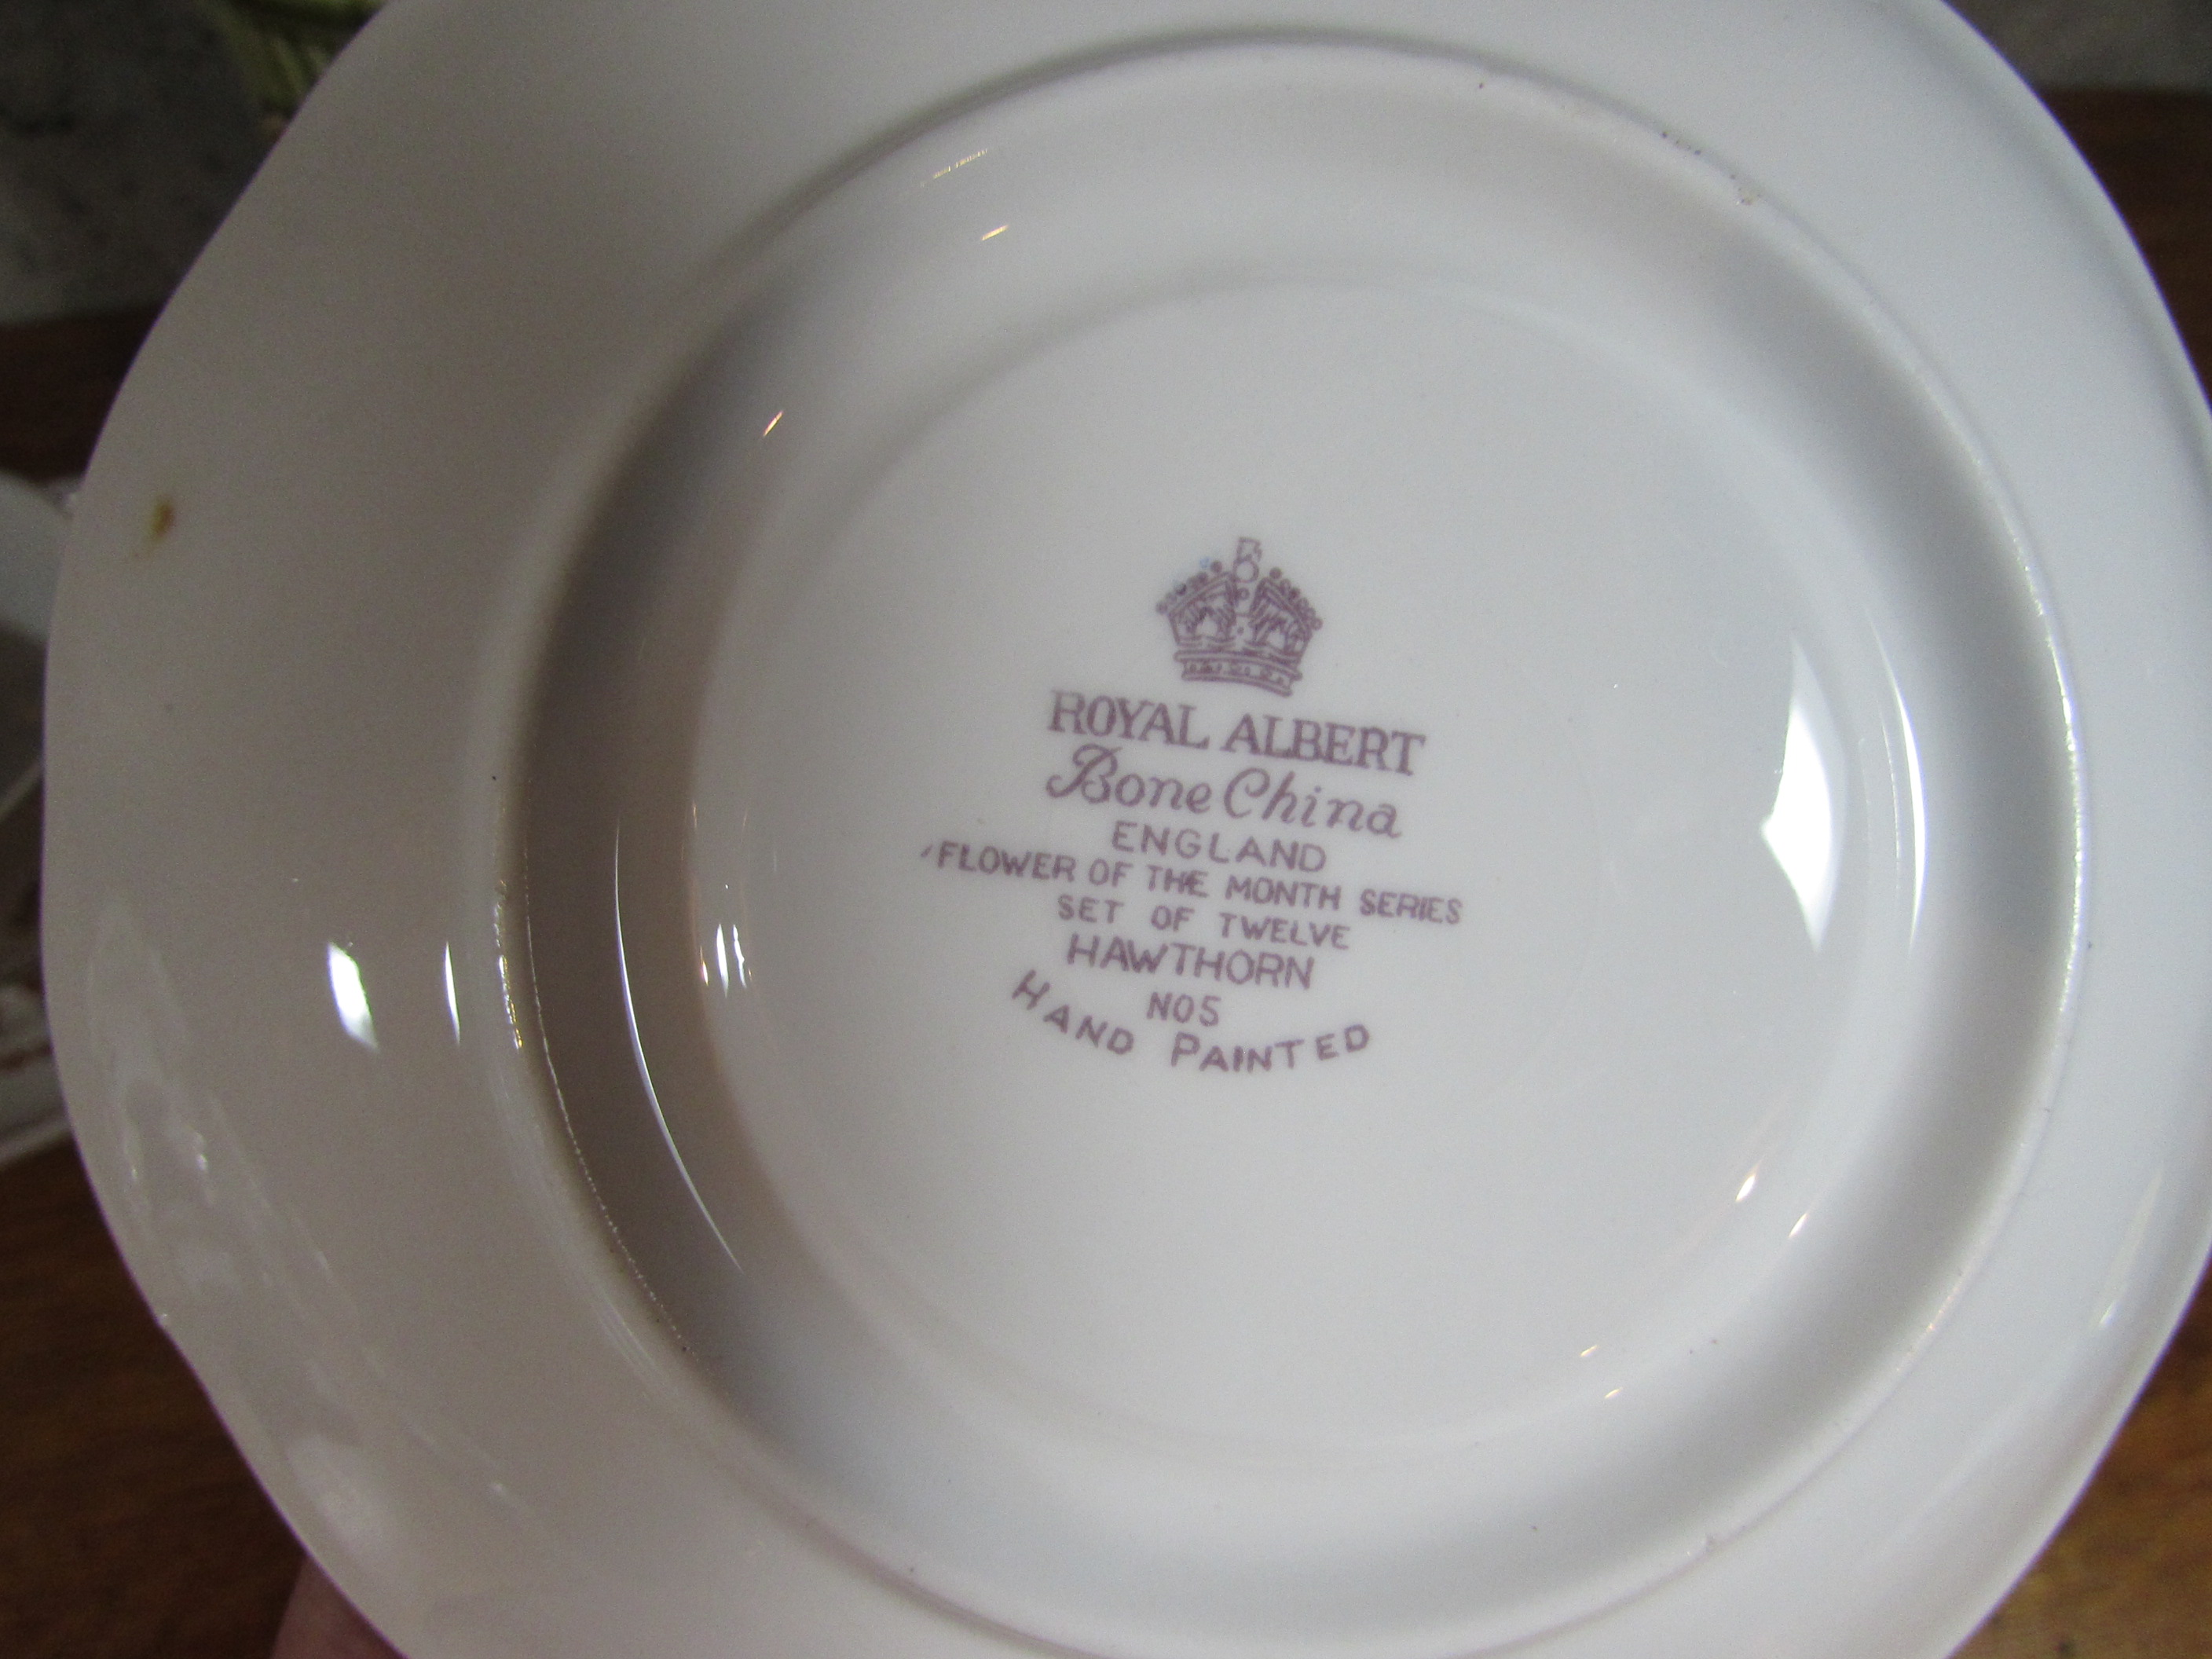 ROYAL ALBERT
Bone China
ENGLAND
FLOWER OF THE MONTH SERIES
SET OF TWELVE
HAWTHORN
NO5
HAND PAINTED